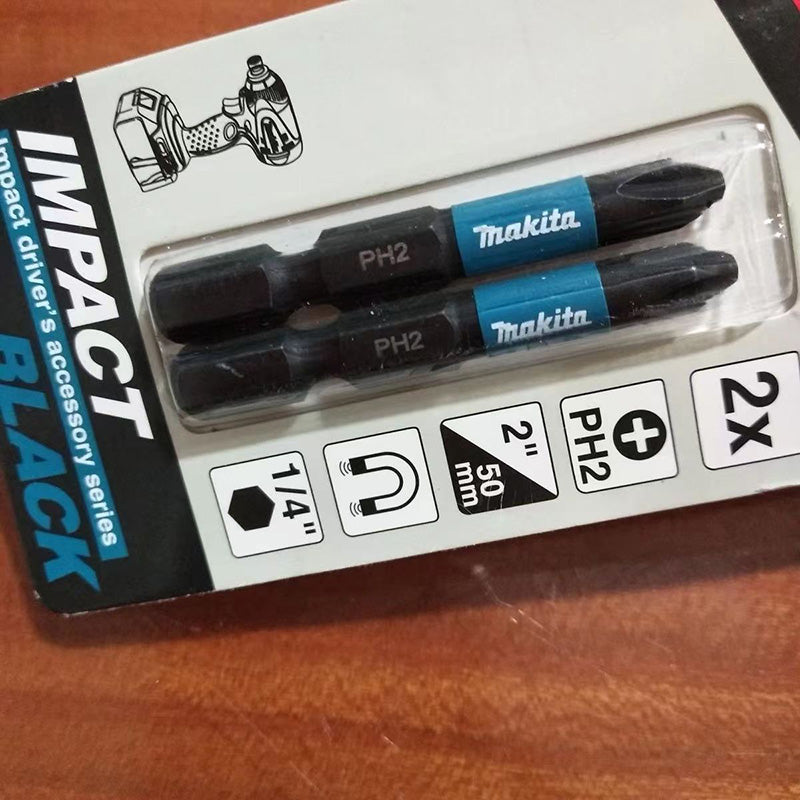 IMPACT
Impact driver's accessory series
BLACK
PH2
makita
PH2
makita
1/4"
2"
50
mm
PH2
2x